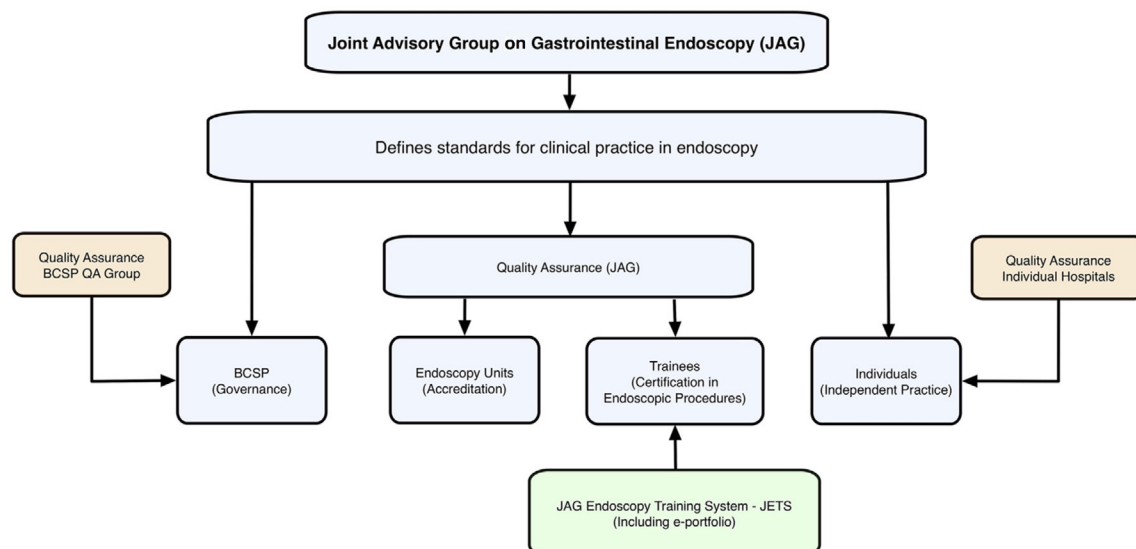 Joint Advisory Group on Gastrointestinal Endoscopy (JAG)
Defines standards for clinical practice in endoscopy
Quality Assurance
BCSP QA Group
Quality Assurance (JAG)
Quality Assurance
Individual Hospitals
BCSP
(Governance)
Endoscopy Units
(Accreditation)
Trainees
(Certification in
Endoscopic Procedures)
Individuals
(Independent Practice)
JAG Endoscopy Training System - JETS
(Including e-portfolio)